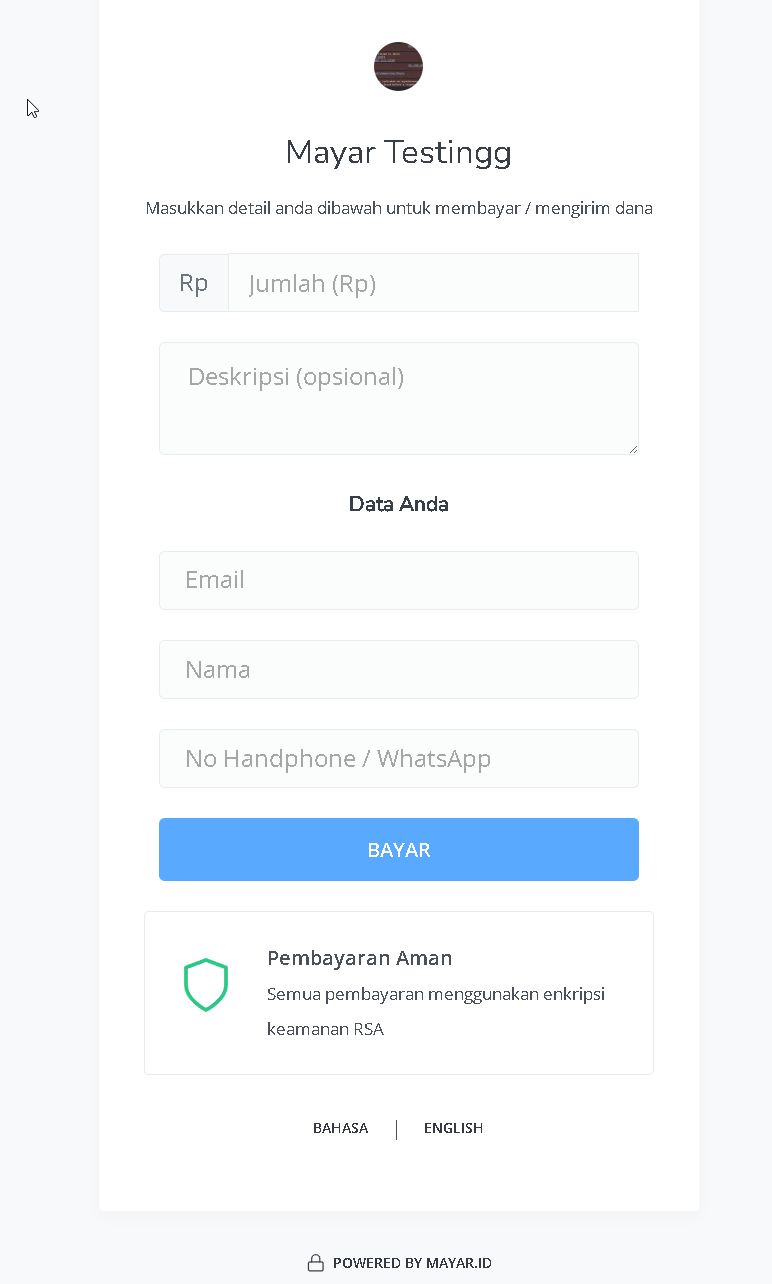 Mayar Testingg
Masukkan detail anda dibawah untuk membayar / mengirim dana
Rp Jumlah (Rp)
Deskripsi (opsional)
Data Anda
Email
Nama
No Handphone / WhatsApp
BAYAR
Pembayaran Aman
Semua pembayaran menggunakan enkripsi
keamanan RSA
BAHASA | ENGLISH
POWERED BY MAYAR.ID